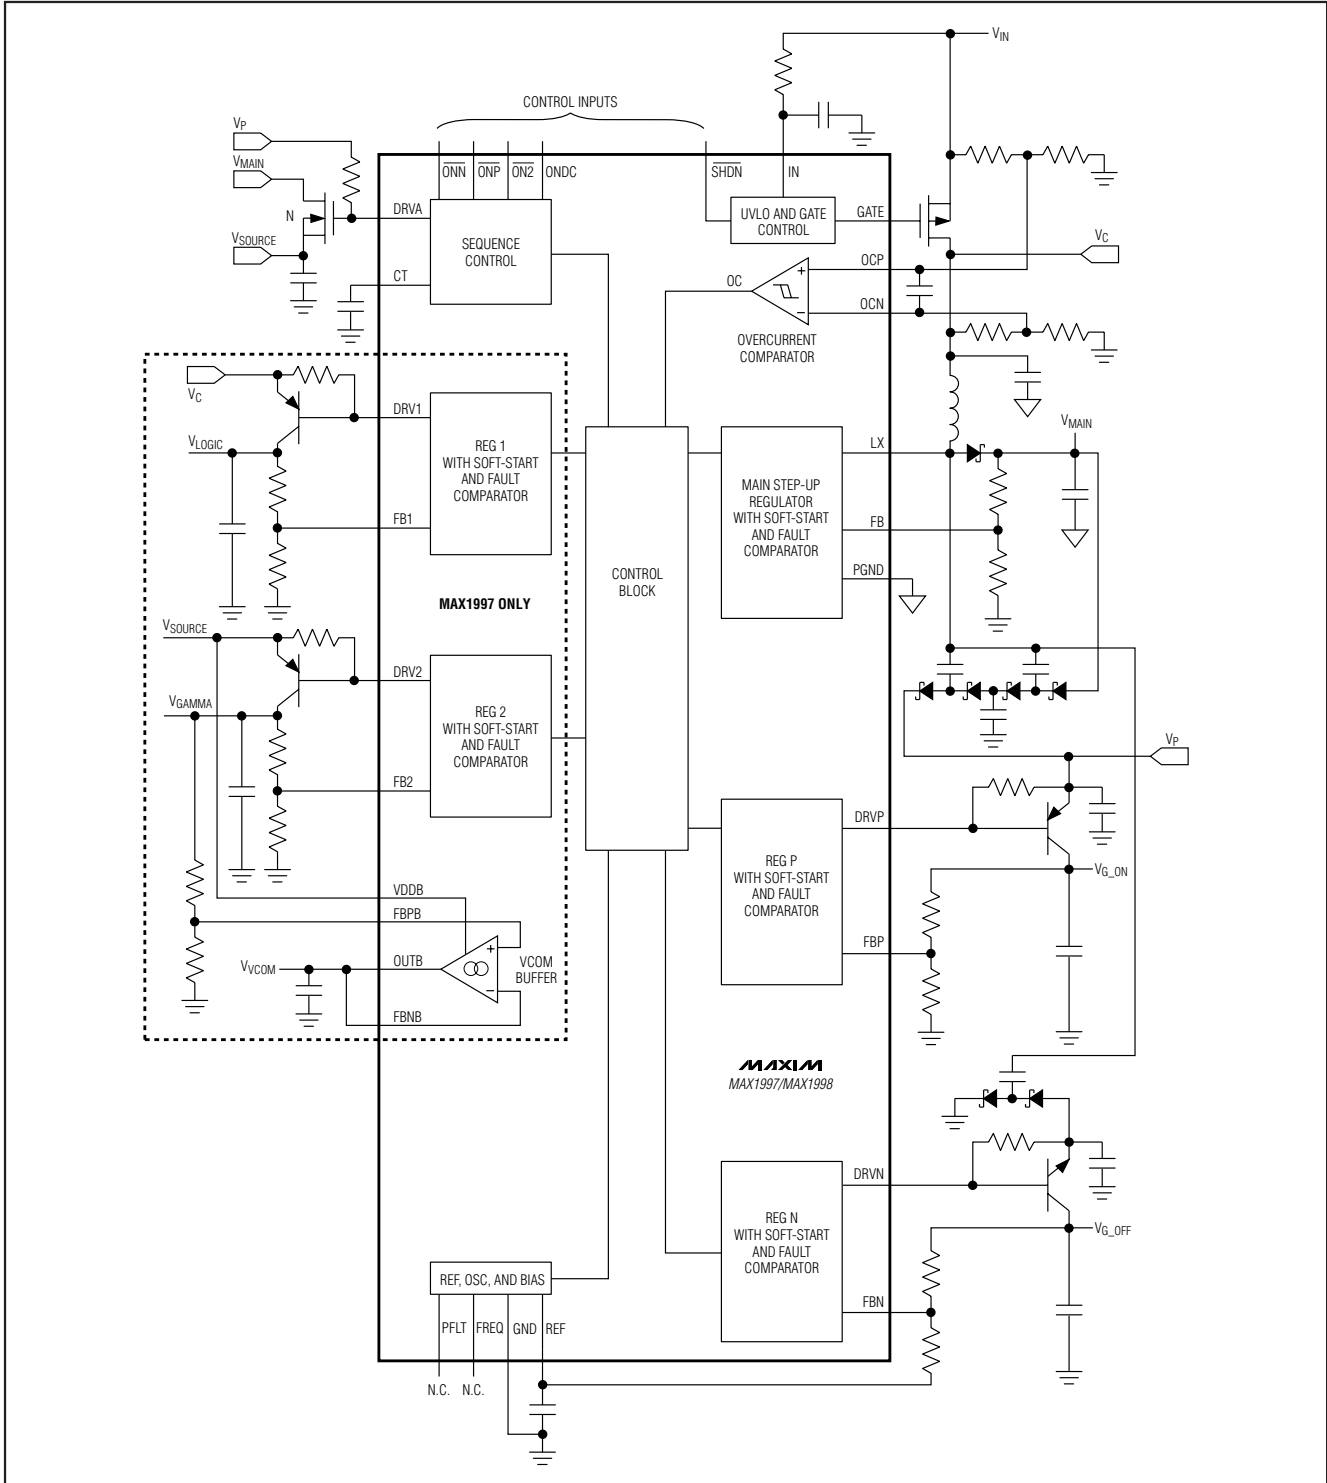 VIN
CONTROL INPUTS
VP
VMAIN
N
VSOURCE
ONN
ONP
ON2
ONDC
SHDN
IN
DRVA
CT
SEQUENCE
CONTROL
UVLO AND GATE
CONTROL
GATE
VC
OCP
OC
+
−
OCN
OVERCURRENT
COMPARATOR
VC
DRV1
VLOGIC
REG 1
WITH SOFT-START
AND FAULT
COMPARATOR
FB1
MAX1997 ONLY
CONTROL
BLOCK
MAIN STEP-UP
REGULATOR
WITH SOFT-START
AND FAULT
COMPARATOR
LX
VMAIN
FB
PGND
VSOURCE
DRV2
VGAMMA
REG 2
WITH SOFT-START
AND FAULT
COMPARATOR
FB2
VP
DRVP
REG P
WITH SOFT-START
AND FAULT
COMPARATOR
VG_ON
FBP
VDDB
FBPB
VVCOM
OUTB
+
−
VCOM
BUFFER
FBNB
MAXIM
MAX1997/MAX1998
DRVN
REG N
WITH SOFT-START
AND FAULT
COMPARATOR
VG_OFF
FBN
REF, OSC, AND BIAS
PFLT
FREQ
GND
REF
N.C.
N.C.